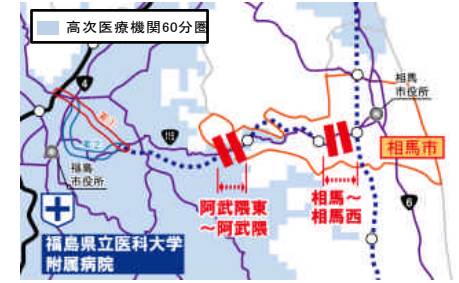 高次医療機関60分圏
4
相馬
市役所
115
相馬市
福島
市役所
阿武隈東
～阿武隈
相馬～
相馬西
6
福島県立医科大学
附属病院